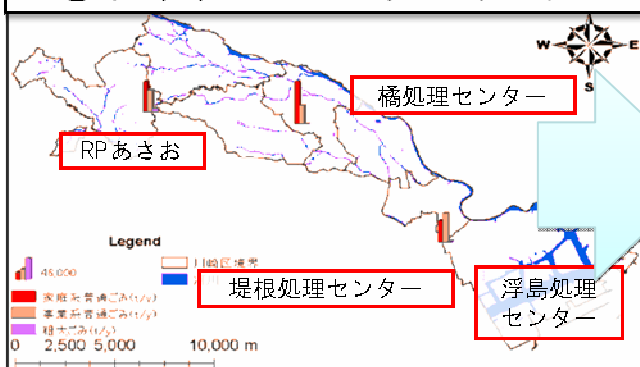 W
E
S
橘処理センター
RPあさお
Legend
46,000
川崎区境界
家庭系普通ごみ(t/y)
事業系普通ごみ(t/y)
粗大ごみ(t/y)
堤根処理センター
浮島処理
センター
0 2,500 5,000 10,000 m